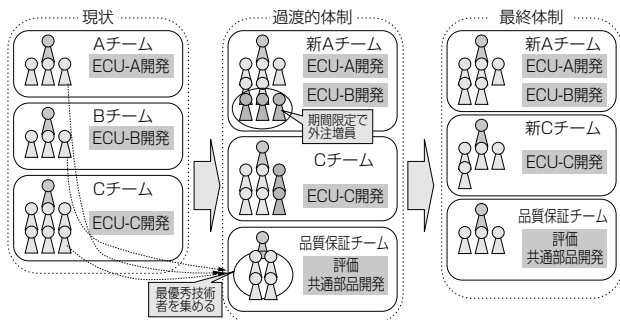 現状
Aチーム
ECU-A開発
Bチーム
ECU-B開発
Cチーム
ECU-C開発
過渡的体制
新Aチーム
ECU-A開発
ECU-B開発
期間限定で
外注増員
Cチーム
ECU-C開発
品質保証チーム
評価
共通部品開発
最優秀技術
者を集める
最終体制
新Aチーム
ECU-A開発
ECU-B開発
新Cチーム
ECU-C開発
品質保証チーム
評価
共通部品開発